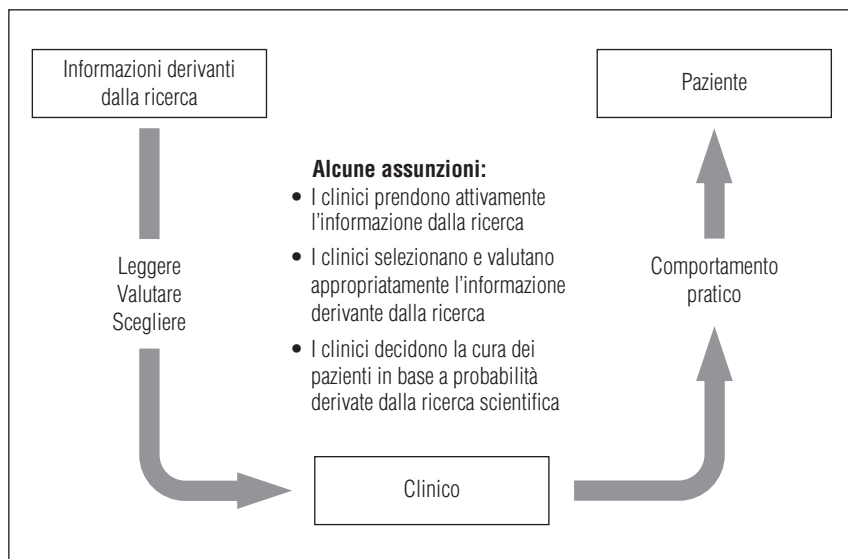 Informazioni derivanti
dalla ricerca
Paziente
Alcune assunzioni:
• I clinici prendono attivamente
l’informazione dalla ricerca
• I clinici selezionano e valutano
appropriatamente l’informazione
derivante dalla ricerca
• I clinici decidono la cura dei
pazienti in base a probabilità
derivate dalla ricerca scientifica
Leggere
Valutare
Scegliere
Comportamento
pratico
Clinico